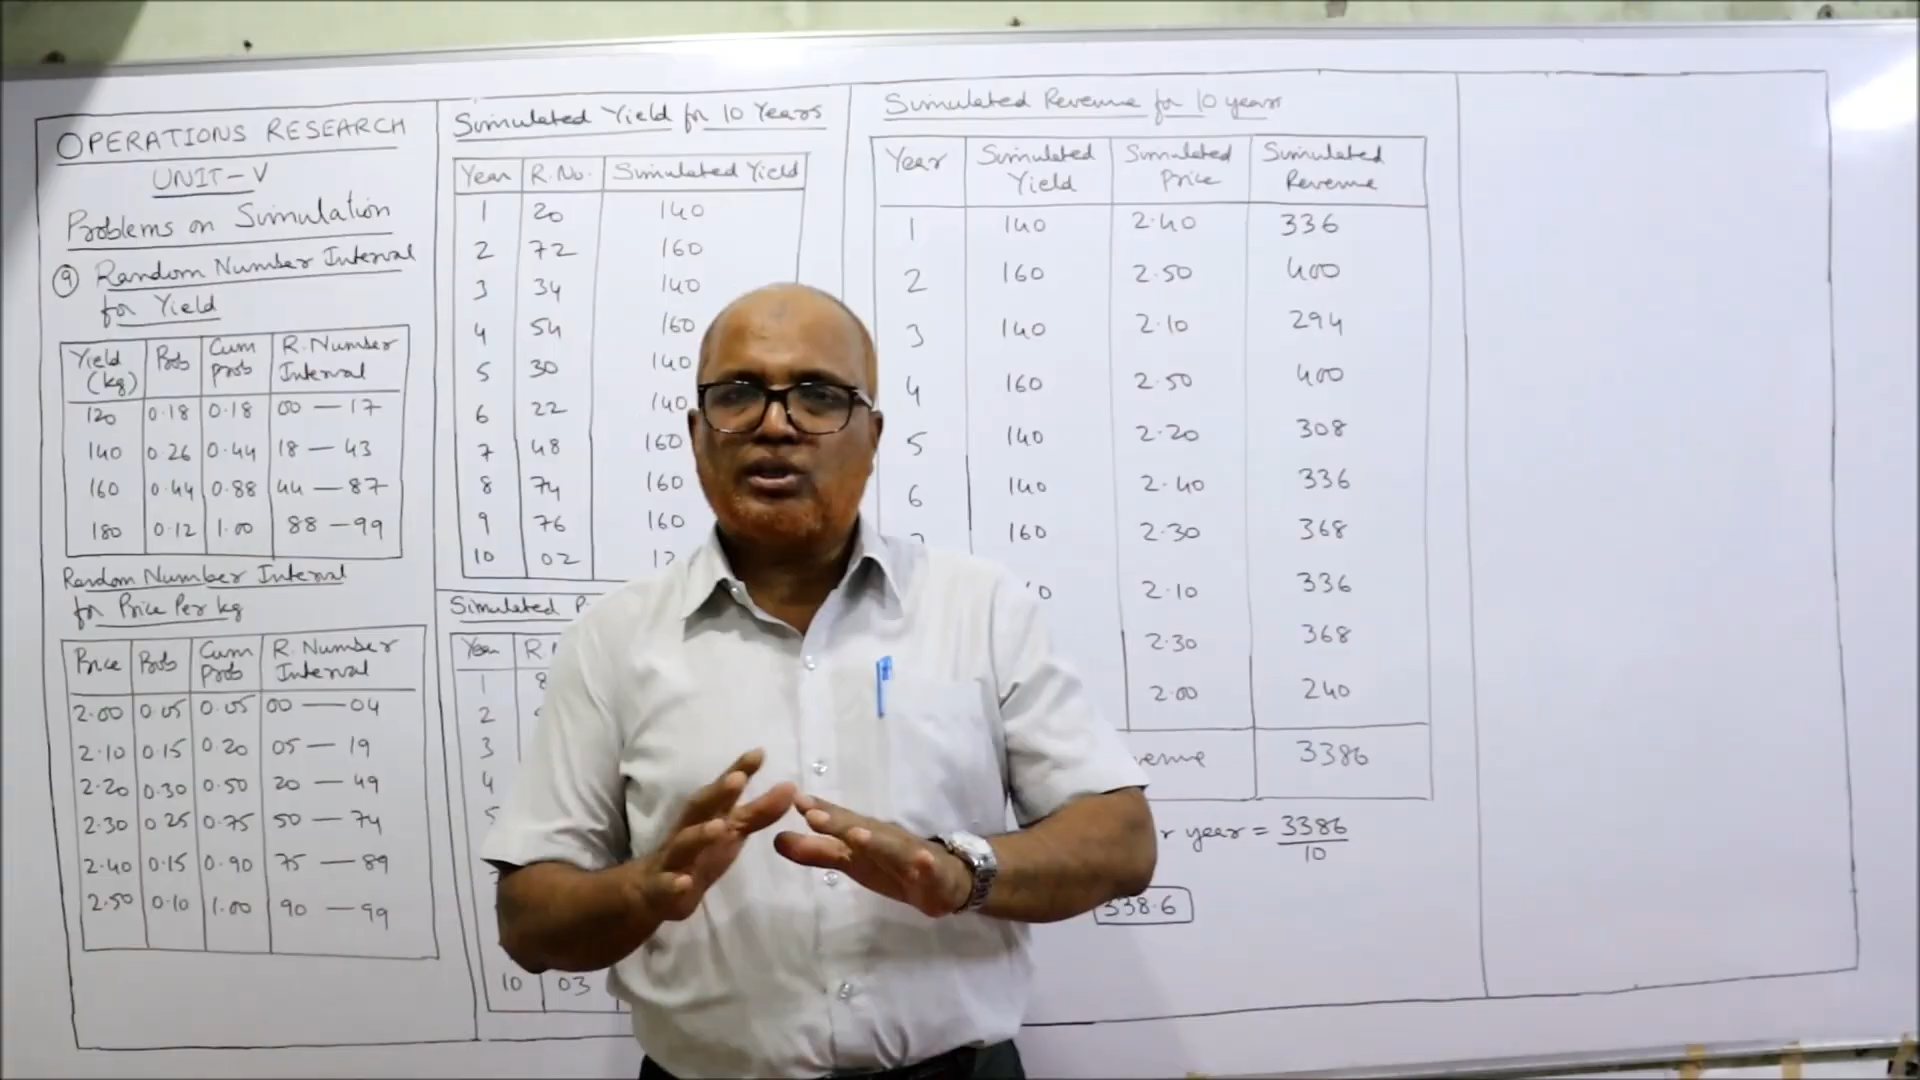 OPERATIONS RESEARCH
UNIT-V
Problems on Simulation
9 Random Number Interval
for Yield
Yield (kg) Prob Cum prob R. Number Interval
120 0.18 0.18 00 — 17
140 0.26 0.44 18 — 43
160 0.44 0.88 44 — 87
180 0.12 1.00 88 — 99
Random Number Interval
for Price Per kg
Price Prob Cum prob R. Number Interval
2.00 0.05 0.05 00 — 04
2.10 0.15 0.20 05 — 19
2.20 0.30 0.50 20 — 49
2.30 0.25 0.75 50 — 74
2.40 0.15 0.90 75 — 89
2.50 0.10 1.00 90 — 99
Simulated Yield for 10 Years
Year R.No. Simulated Yield
1 20 140
2 72 160
3 34 140
4 54 160
5 30 140
6 22 140
7 48 160
8 74 160
9 76 160
10 02 12
Simulated
Year R.
1 8
2
3
4
5
10 03
Simulated Revenue for 10 years
Year Simulated Yield Simulated Price Simulated Revenue
1 140 2.40 336
2 160 2.50 400
3 140 2.10 294
4 160 2.50 400
5 140 2.20 308
6 140 2.40 336
160 2.30 368
0 2.10 336
2.30 368
2.00 240
venue 3386
r year = 3386
10
338.6